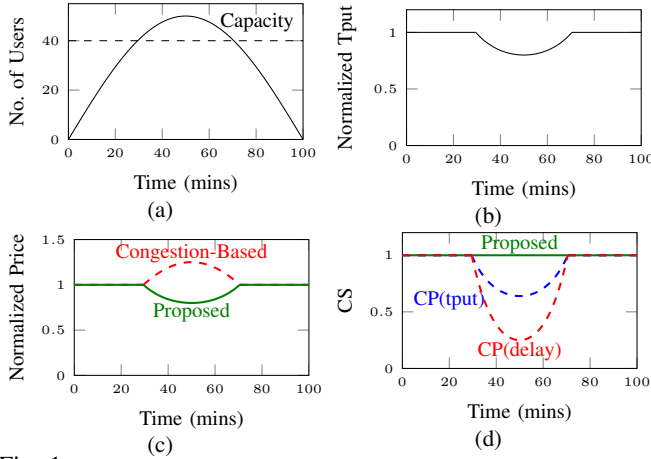 Capacity
40
20
0
0 20 40 60 80 100
No. of Users
Time (mins)
(a)
1
0.5
0 20 40 60 80 100
Normalized Tput
Time (mins)
(b)
1.5
1
0.5
0
Congestion-Based
Proposed
0 20 40 60 80 100
Normalized Price
Time (mins)
(c)
1
0.5
0
Proposed
CP(tput)
CP(delay)
0 20 40 60 80 100
CS
Time (mins)
(d)